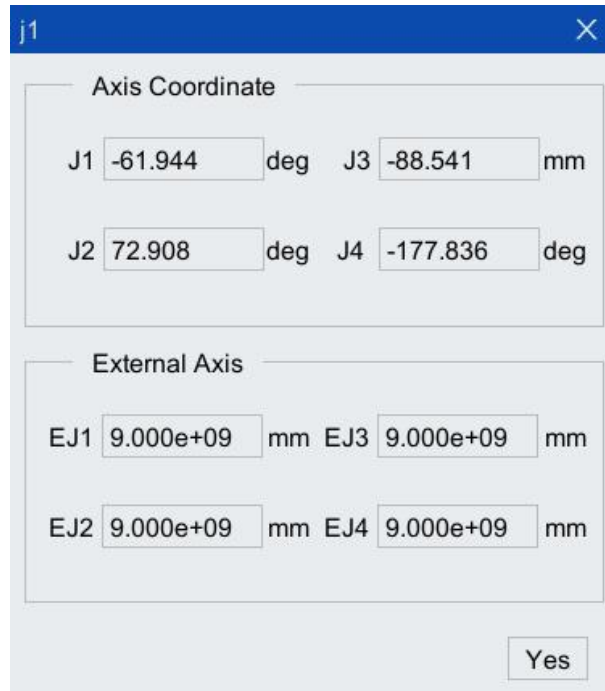 j1
Axis Coordinate
J1 -61.944 deg J3 -88.541 mm
J2 72.908 deg J4 -177.836 deg
External Axis
EJ1 9.000e+09 mm EJ3 9.000e+09 mm
EJ2 9.000e+09 mm EJ4 9.000e+09 mm
Yes